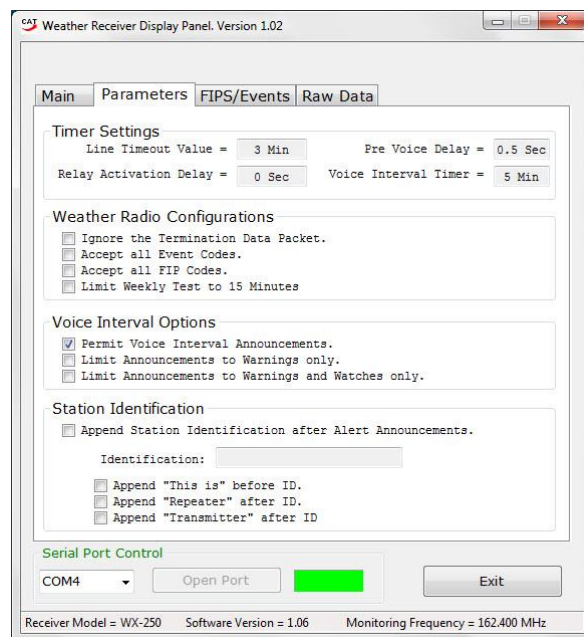 CAT Weather Receiver Display Panel. Version 1.02
Main Parameters FIPS/Events Raw Data
Timer Settings
Line Timeout Value = 3 Min Pre Voice Delay = 0.5 Sec
Relay Activation Delay = 0 Sec Voice Interval Timer = 5 Min
Weather Radio Configurations
Ignore the Termination Data Packet.
Accept all Event Codes.
Accept all FIP Codes.
Limit Weekly Test to 15 Minutes
Voice Interval Options
Permit Voice Interval Announcements.
Limit Announcements to Warnings only.
Limit Announcements to Warnings and Watches only.
Station Identification
Append Station Identification after Alert Announcements.
Identification:
Append "This is" before ID.
Append "Repeater" after ID.
Append "Transmitter" after ID
Serial Port Control
COM4 Open Port Exit
Receiver Model = WX-250 Software Version = 1.06 Monitoring Frequency = 162.400 MHz